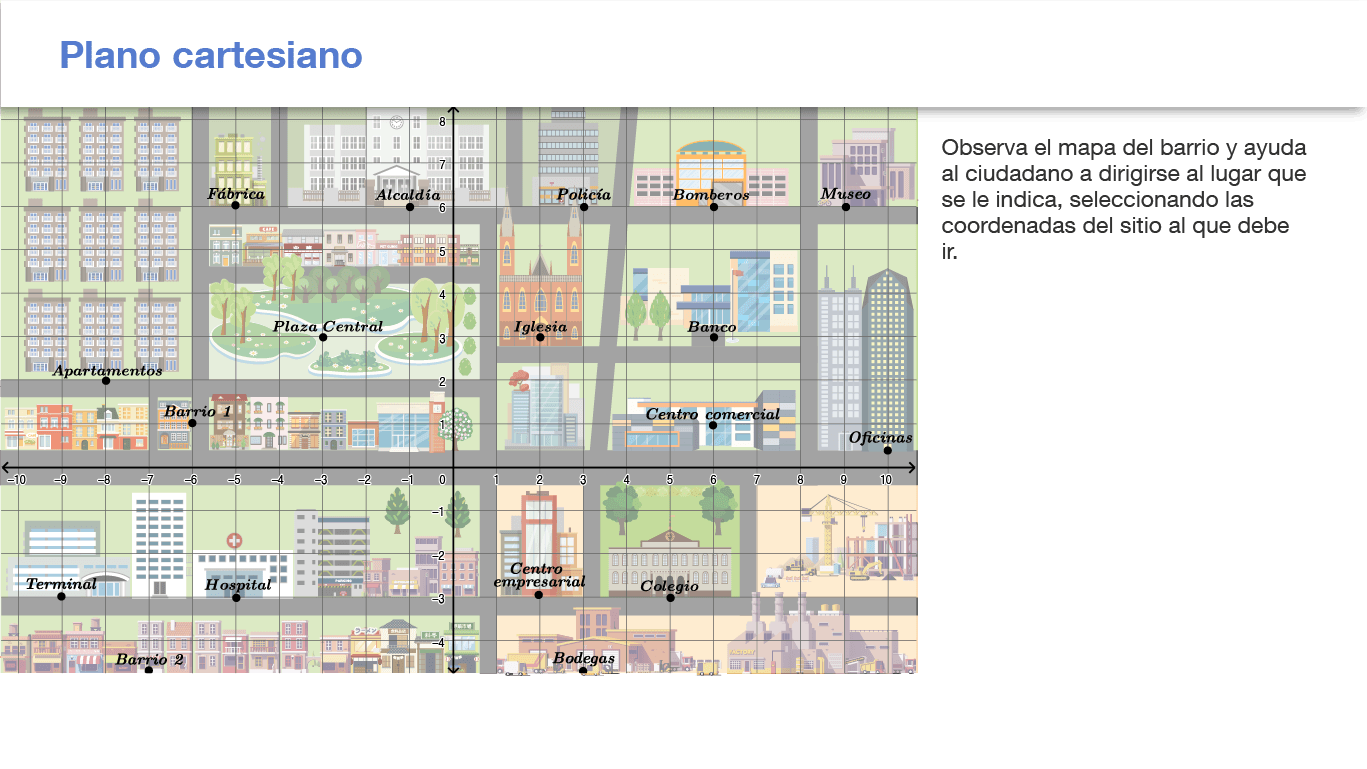 Plano cartesiano
Observa el mapa del barrio y ayuda
al ciudadano a dirigirse al lugar que
se le indica, seleccionando las
coordenadas del sitio al que debe
ir.
8
7
Fábrica
Alcaldía
Policía
Bomberos
Museo
6
5
4
Plaza Central
Iglesia
Banco
3
Apartamentos
2
Barrio 1
Centro comercial
1
Oficinas
−10 −9 −8 −7 −6 −5 −4 −3 −2 −1 0 1 2 3 4 5 6 7 8 9 10
−1
−2
Terminal
Hospital
Centro
empresarial
Colegio
−3
FACTORY
−4
Barrio 2
Bodegas